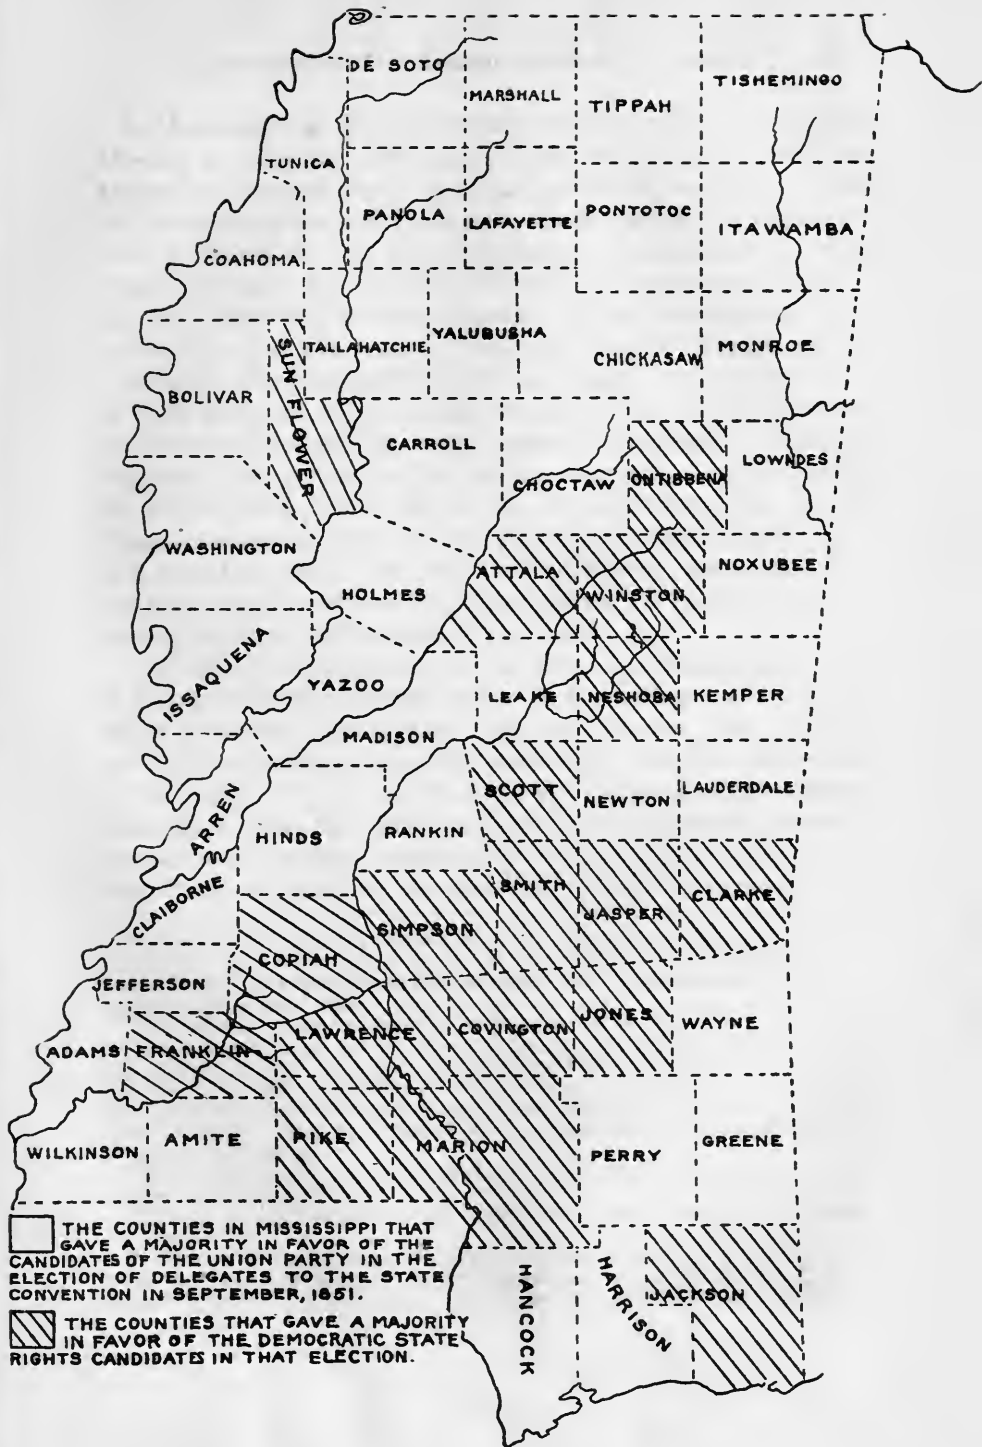 DE SOTO
MARSHALL
TIPPAH
TISHEMINGO
TUNICA
PANOLA
LAFAYETTE
PONTOTOC
ITAWAMBA
COAHOMA
TALLAHATCHIE
YALUBUSHA
CHICKASAW
MONROE
BOLIVAR
SUN FLOWER
CARROLL
CHOCTAW
ONTIBBENA
LOWNDES
WASHINGTON
HOLMES
ATTALA
WINSTON
NOXUBEE
ISSAQUENA
YAZOO
LEAKE
NESHOBA
KEMPER
MADISON
ARREN
HINDS
RANKIN
SCOTT
NEWTON
LAUDERDALE
CLAIBORNE
SIMPSON
SMITH
JASPER
CLARKE
COPIAH
JEFFERSON
LAWRENCE
COVINGTON
JONES
WAYNE
ADAMS
FRANKLIN
WILKINSON
AMITE
PIKE
MARION
PERRY
GREENE
HANCOCK
HARRISON
JACKSON
THE COUNTIES IN MISSISSIPPI THAT
GAVE A MAJORITY IN FAVOR OF THE
CANDIDATES OF THE UNION PARTY IN THE
ELECTION OF DELEGATES TO THE STATE
CONVENTION IN SEPTEMBER, 1851.
THE COUNTIES THAT GAVE A MAJORITY
IN FAVOR OF THE DEMOCRATIC STATE
RIGHTS CANDIDATES IN THAT ELECTION.